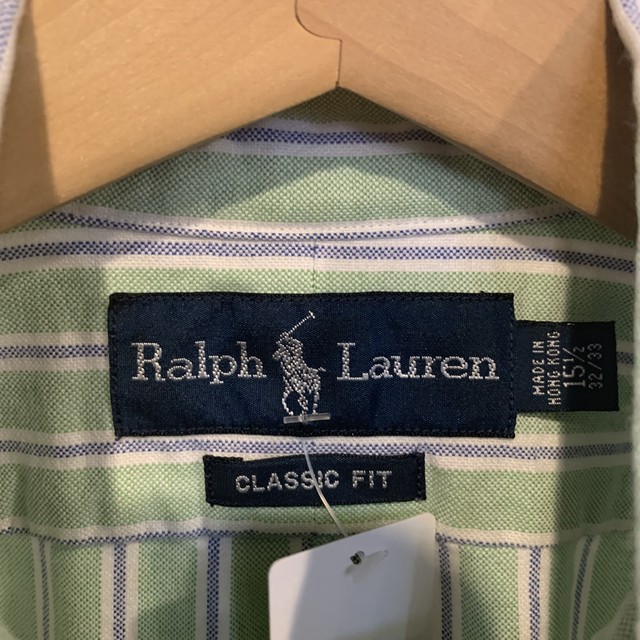 Ralph Lauren
MADE IN
HONG KONG
15½
32/33
CLASSIC FIT